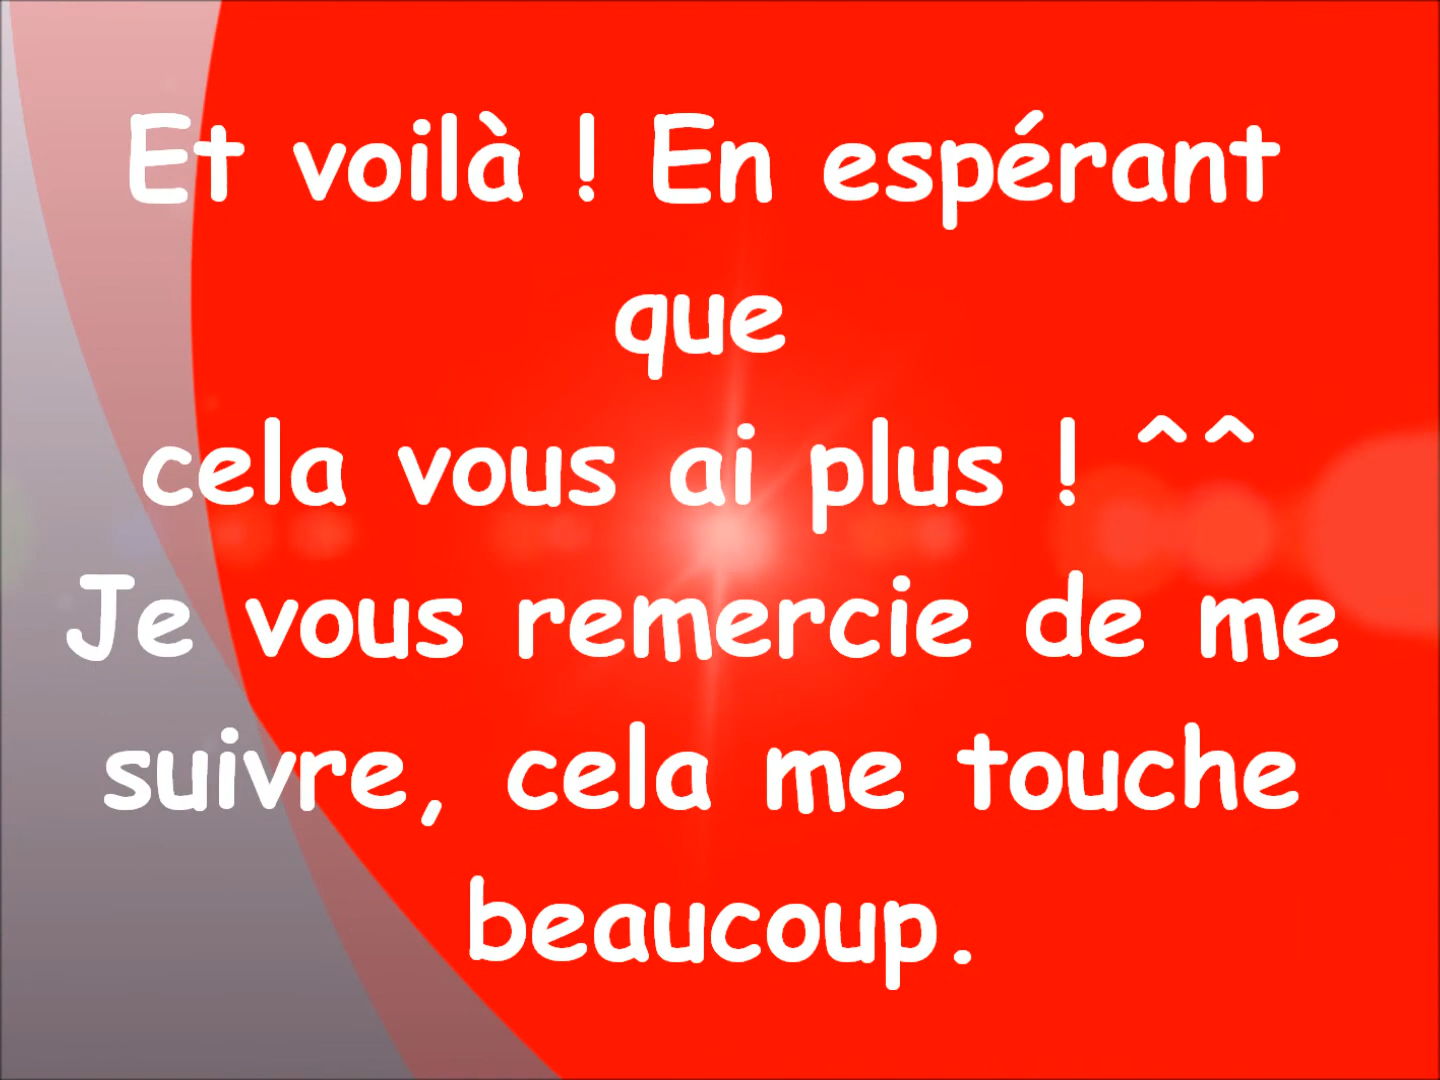 Et voilà ! En espérant
que
cela vous ai plus ! ^^
Je vous remercie de me
suivre, cela me touche
beaucoup.